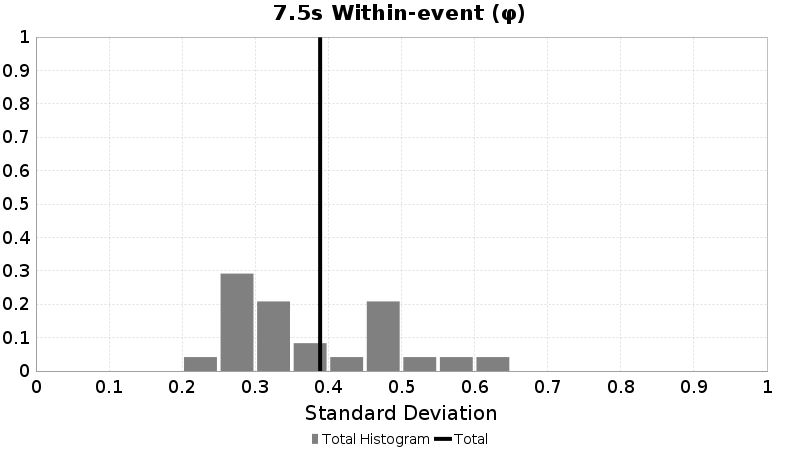 7.5s Within-event (φ)
1
0.9
0.8
0.7
0.6
0.5
0.4
0.3
0.2
0.1
0
0 0.1 0.2 0.3 0.4 0.5 0.6 0.7 0.8 0.9 1
Standard Deviation
Total Histogram Total